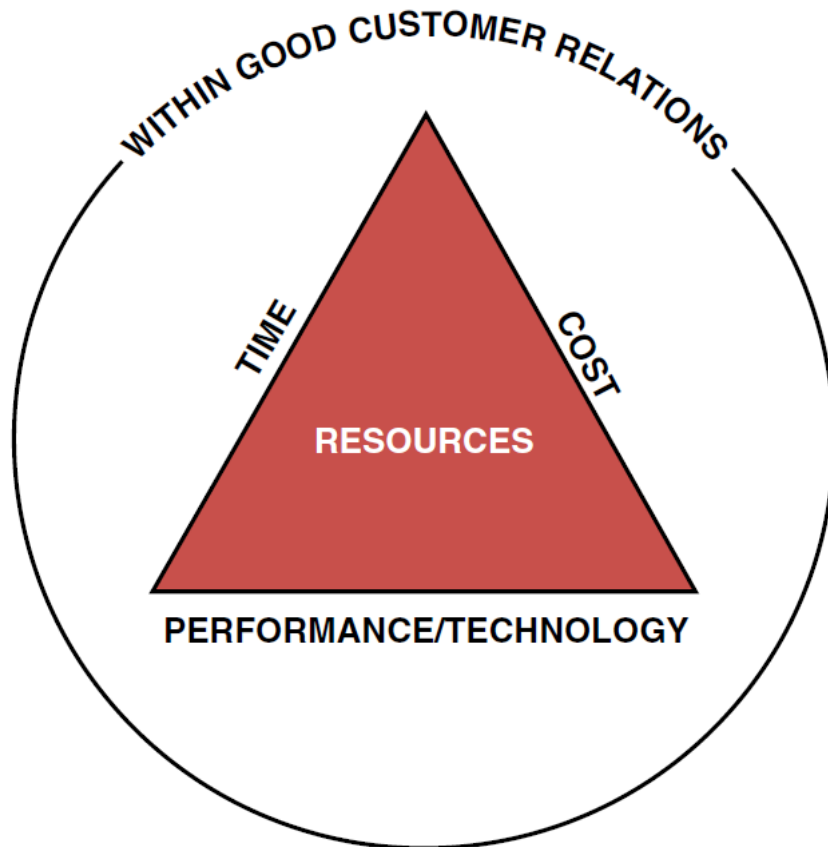 WITHIN GOOD CUSTOMER RELATIONS
TIME
COST
RESOURCES
PERFORMANCE/TECHNOLOGY